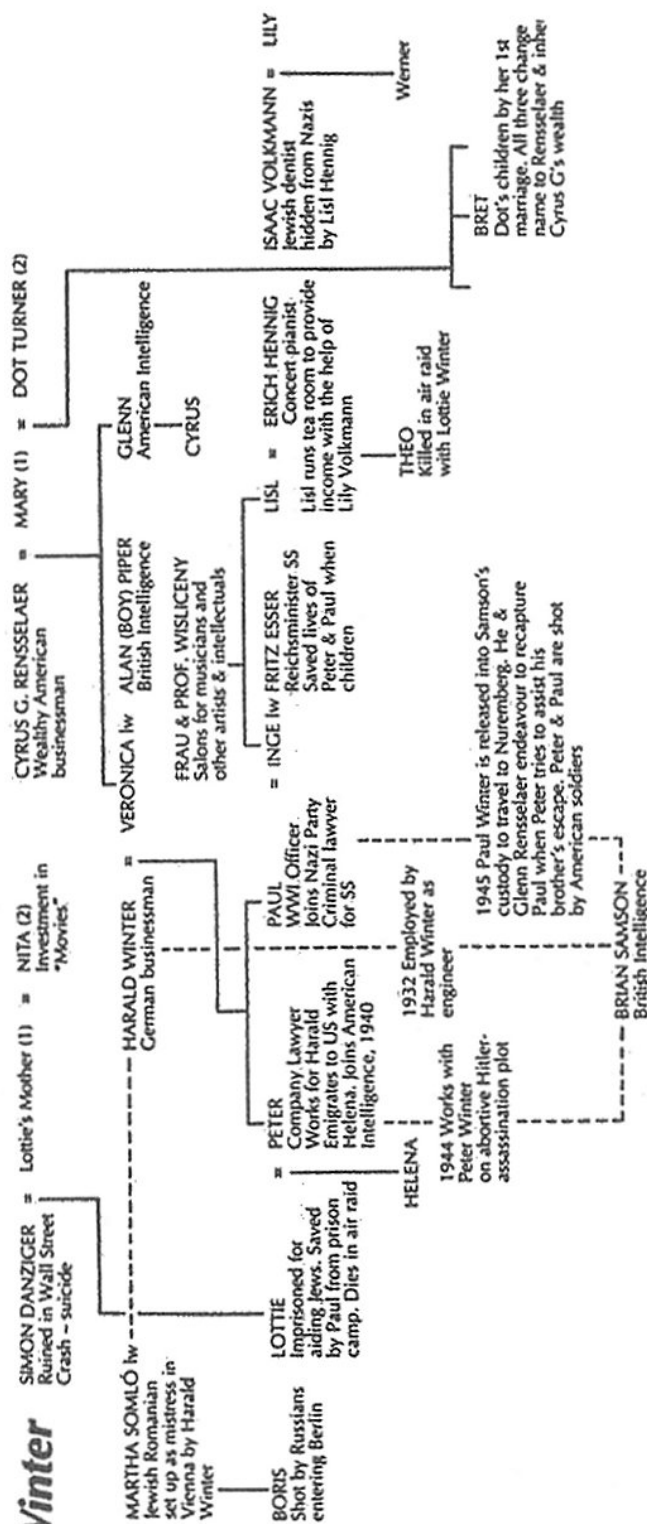 Winter
SIMON DANZIGER
Ruined in Wall Street
Crash – suicide
=
Lottie's Mother (1)
=
NITA (2)
Investment in
"Movies"
CYRUS G. RENSSELAER
Wealthy American
businessman
=
MARY (1)
=
DOT TURNER (2)
MARTHA SOMLÓ lw
Jewish Romanian
set up as mistress in
Vienna by Harald
Winter
HARALD WINTER
German businessman
=
VERONICA lw
ALAN (BOY) PIPER
British Intelligence
GLENN
American Intelligence
CYRUS
FRAU & PROF. WISLICENY
Salons for musicians and
other artists & intellectuals
BORIS
Shot by Russians
entering Berlin
LOTTIE
Imprisoned for
aiding Jews. Saved
by Paul from prison
camp. Dies in air raid
=
PETER
Company Lawyer
Works for Harald
Emigrates to US with
Helena. Joins American
Intelligence, 1940
PAUL
WWI Officer
Joins Nazi Party
Criminal lawyer
for SS
=
INGE lw
FRITZ ESSER
Reichsminister SS
Saved lives of
Peter & Paul when
children
LISL
=
ERICH HENNIG
Concert pianist
Lisl runs tea room to provide
income with the help of
Lily Volkmann
ISAAC VOLKMANN
Jewish dentist
hidden from Nazis
by Lisl Hennig
=
LILY
Werner
HELENA
THEO
Killed in air raid
with Lottie Winter
BRET
Dot's children by her 1st
marriage. All three change
name to Rensselaer & inher
Cyrus G's wealth
1944 Works with
Peter Winter
on abortive Hitler-
assassination plot
1932 Employed by
Harald Winter as
engineer
1945 Paul Winter is released into Samson's
custody to travel to Nuremberg. He &
Glenn Rensselaer endeavour to recapture
Paul when Peter tries to assist his
brother's escape. Peter & Paul are shot
by American soldiers
BRIAN SAMSON
British Intelligence